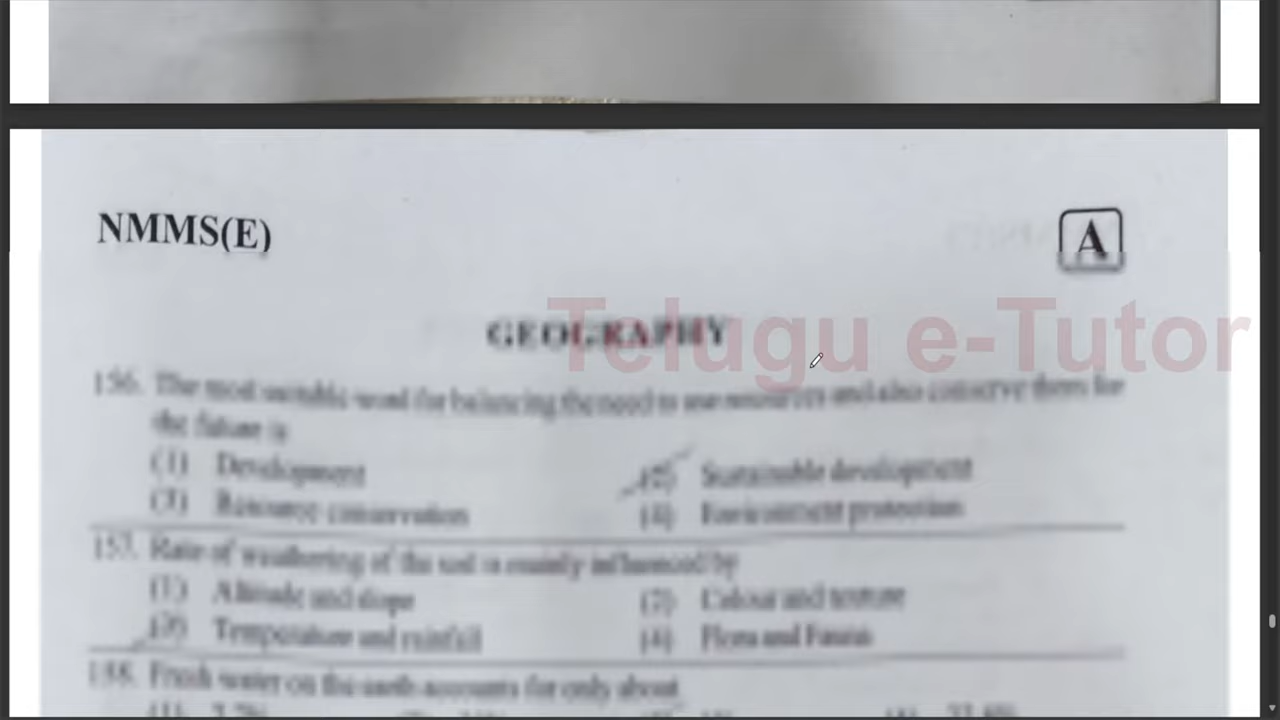 NMMS(E)
A
Telugu e-Tutor
GEOGRAPHY
156. The most suitable word for balancing the need to use resources and also conserve them for
the future is
(1) Development (2) Sustainable development
(3) Resource conservation (4) Environment protection
157. Rate of weathering of the soil is mainly influenced by
(1) Altitude and slope (2) Colour and texture
(3) Temperature and rainfall (4) Flora and Fauna
158. Fresh water on the earth accounts for only about